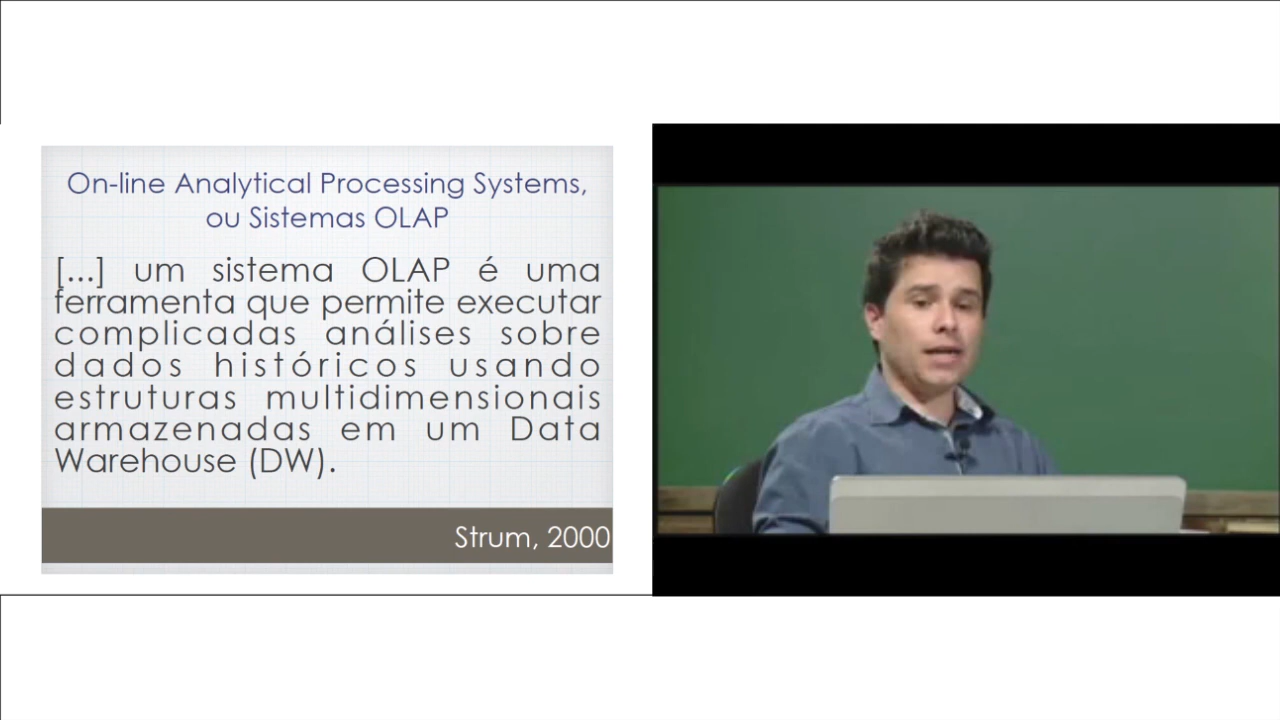 On-line Analytical Processing Systems,
ou Sistemas OLAP
[...] um sistema OLAP é uma
ferramenta que permite executar
complicadas análises sobre
dados históricos usando
estruturas multidimensionais
armazenadas em um Data
Warehouse (DW).
Strum, 2000